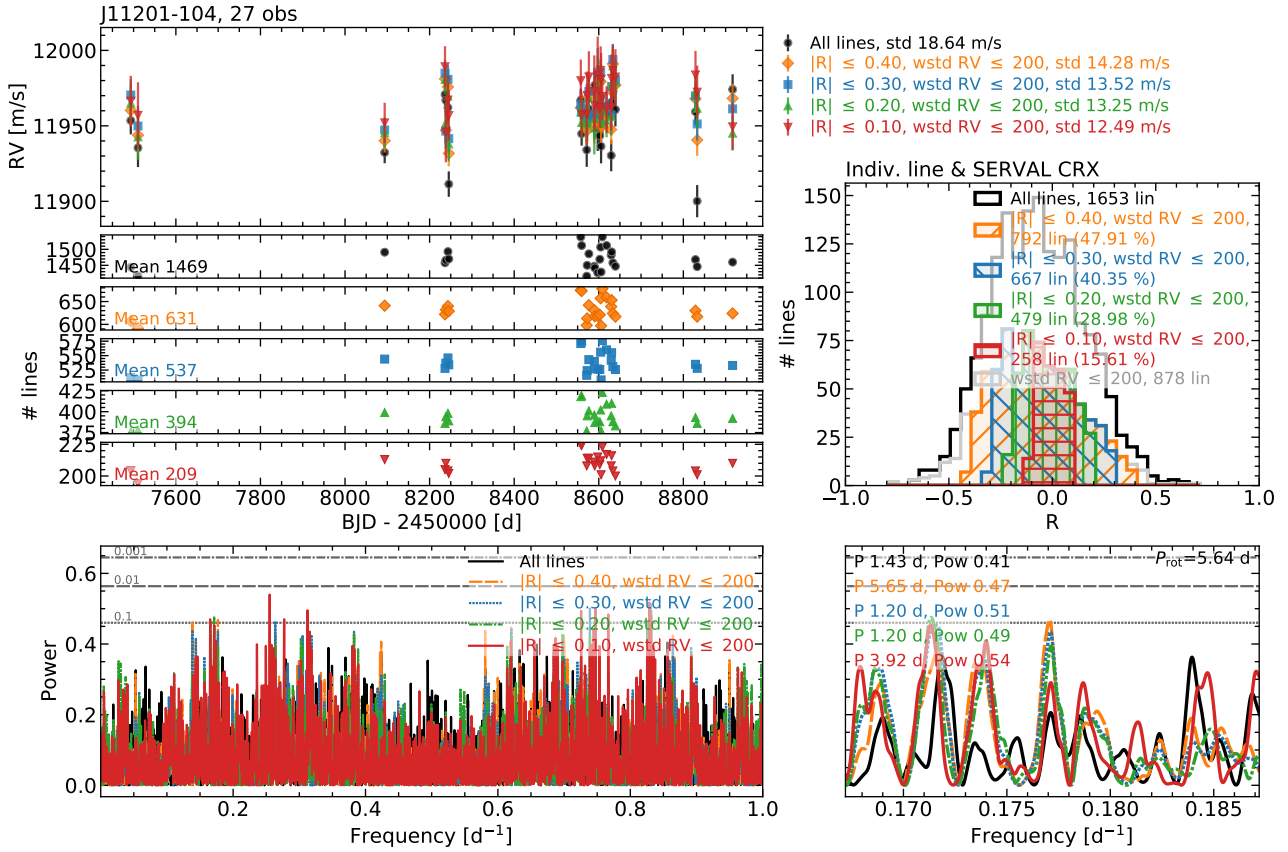 J11201-104, 27 obs
12000
11950
11900
RV [m/s]
All lines, std 18.64 m/s
|R| ≤ 0.40, wstd RV ≤ 200, std 14.28 m/s
|R| ≤ 0.30, wstd RV ≤ 200, std 13.52 m/s
|R| ≤ 0.20, wstd RV ≤ 200, std 13.25 m/s
|R| ≤ 0.10, wstd RV ≤ 200, std 12.49 m/s
1500
1450
Mean 1469
650
600
Mean 631
575
550
525
Mean 537
425
400
375
Mean 394
225
200
Mean 209
# lines
7600 7800 8000 8200 8400 8600 8800
BJD - 2450000 [d]
Indiv. line & SERVAL CRX
150
125
100
75
50
25
0
# lines
All lines, 1653 lin
|R| ≤ 0.40, wstd RV ≤ 200,
792 lin (47.91 %)
|R| ≤ 0.30, wstd RV ≤ 200,
667 lin (40.35 %)
|R| ≤ 0.20, wstd RV ≤ 200,
479 lin (28.98 %)
|R| ≤ 0.10, wstd RV ≤ 200,
258 lin (15.61 %)
wstd RV ≤ 200, 878 lin
−1.0 −0.5 0.0 0.5 1.0
R
0.6
0.4
0.2
0.0
Power
0.001
0.01
0.1
All lines
|R| ≤ 0.40, wstd RV ≤ 200
|R| ≤ 0.30, wstd RV ≤ 200
|R| ≤ 0.20, wstd RV ≤ 200
|R| ≤ 0.10, wstd RV ≤ 200
0.2 0.4 0.6 0.8 1.0
Frequency [d⁻¹]
P 1.43 d, Pow 0.41
P 5.65 d, Pow 0.47
P 1.20 d, Pow 0.51
P 1.20 d, Pow 0.49
P 3.92 d, Pow 0.54
P_rot=5.64 d
0.170 0.175 0.180 0.185
Frequency [d⁻¹]